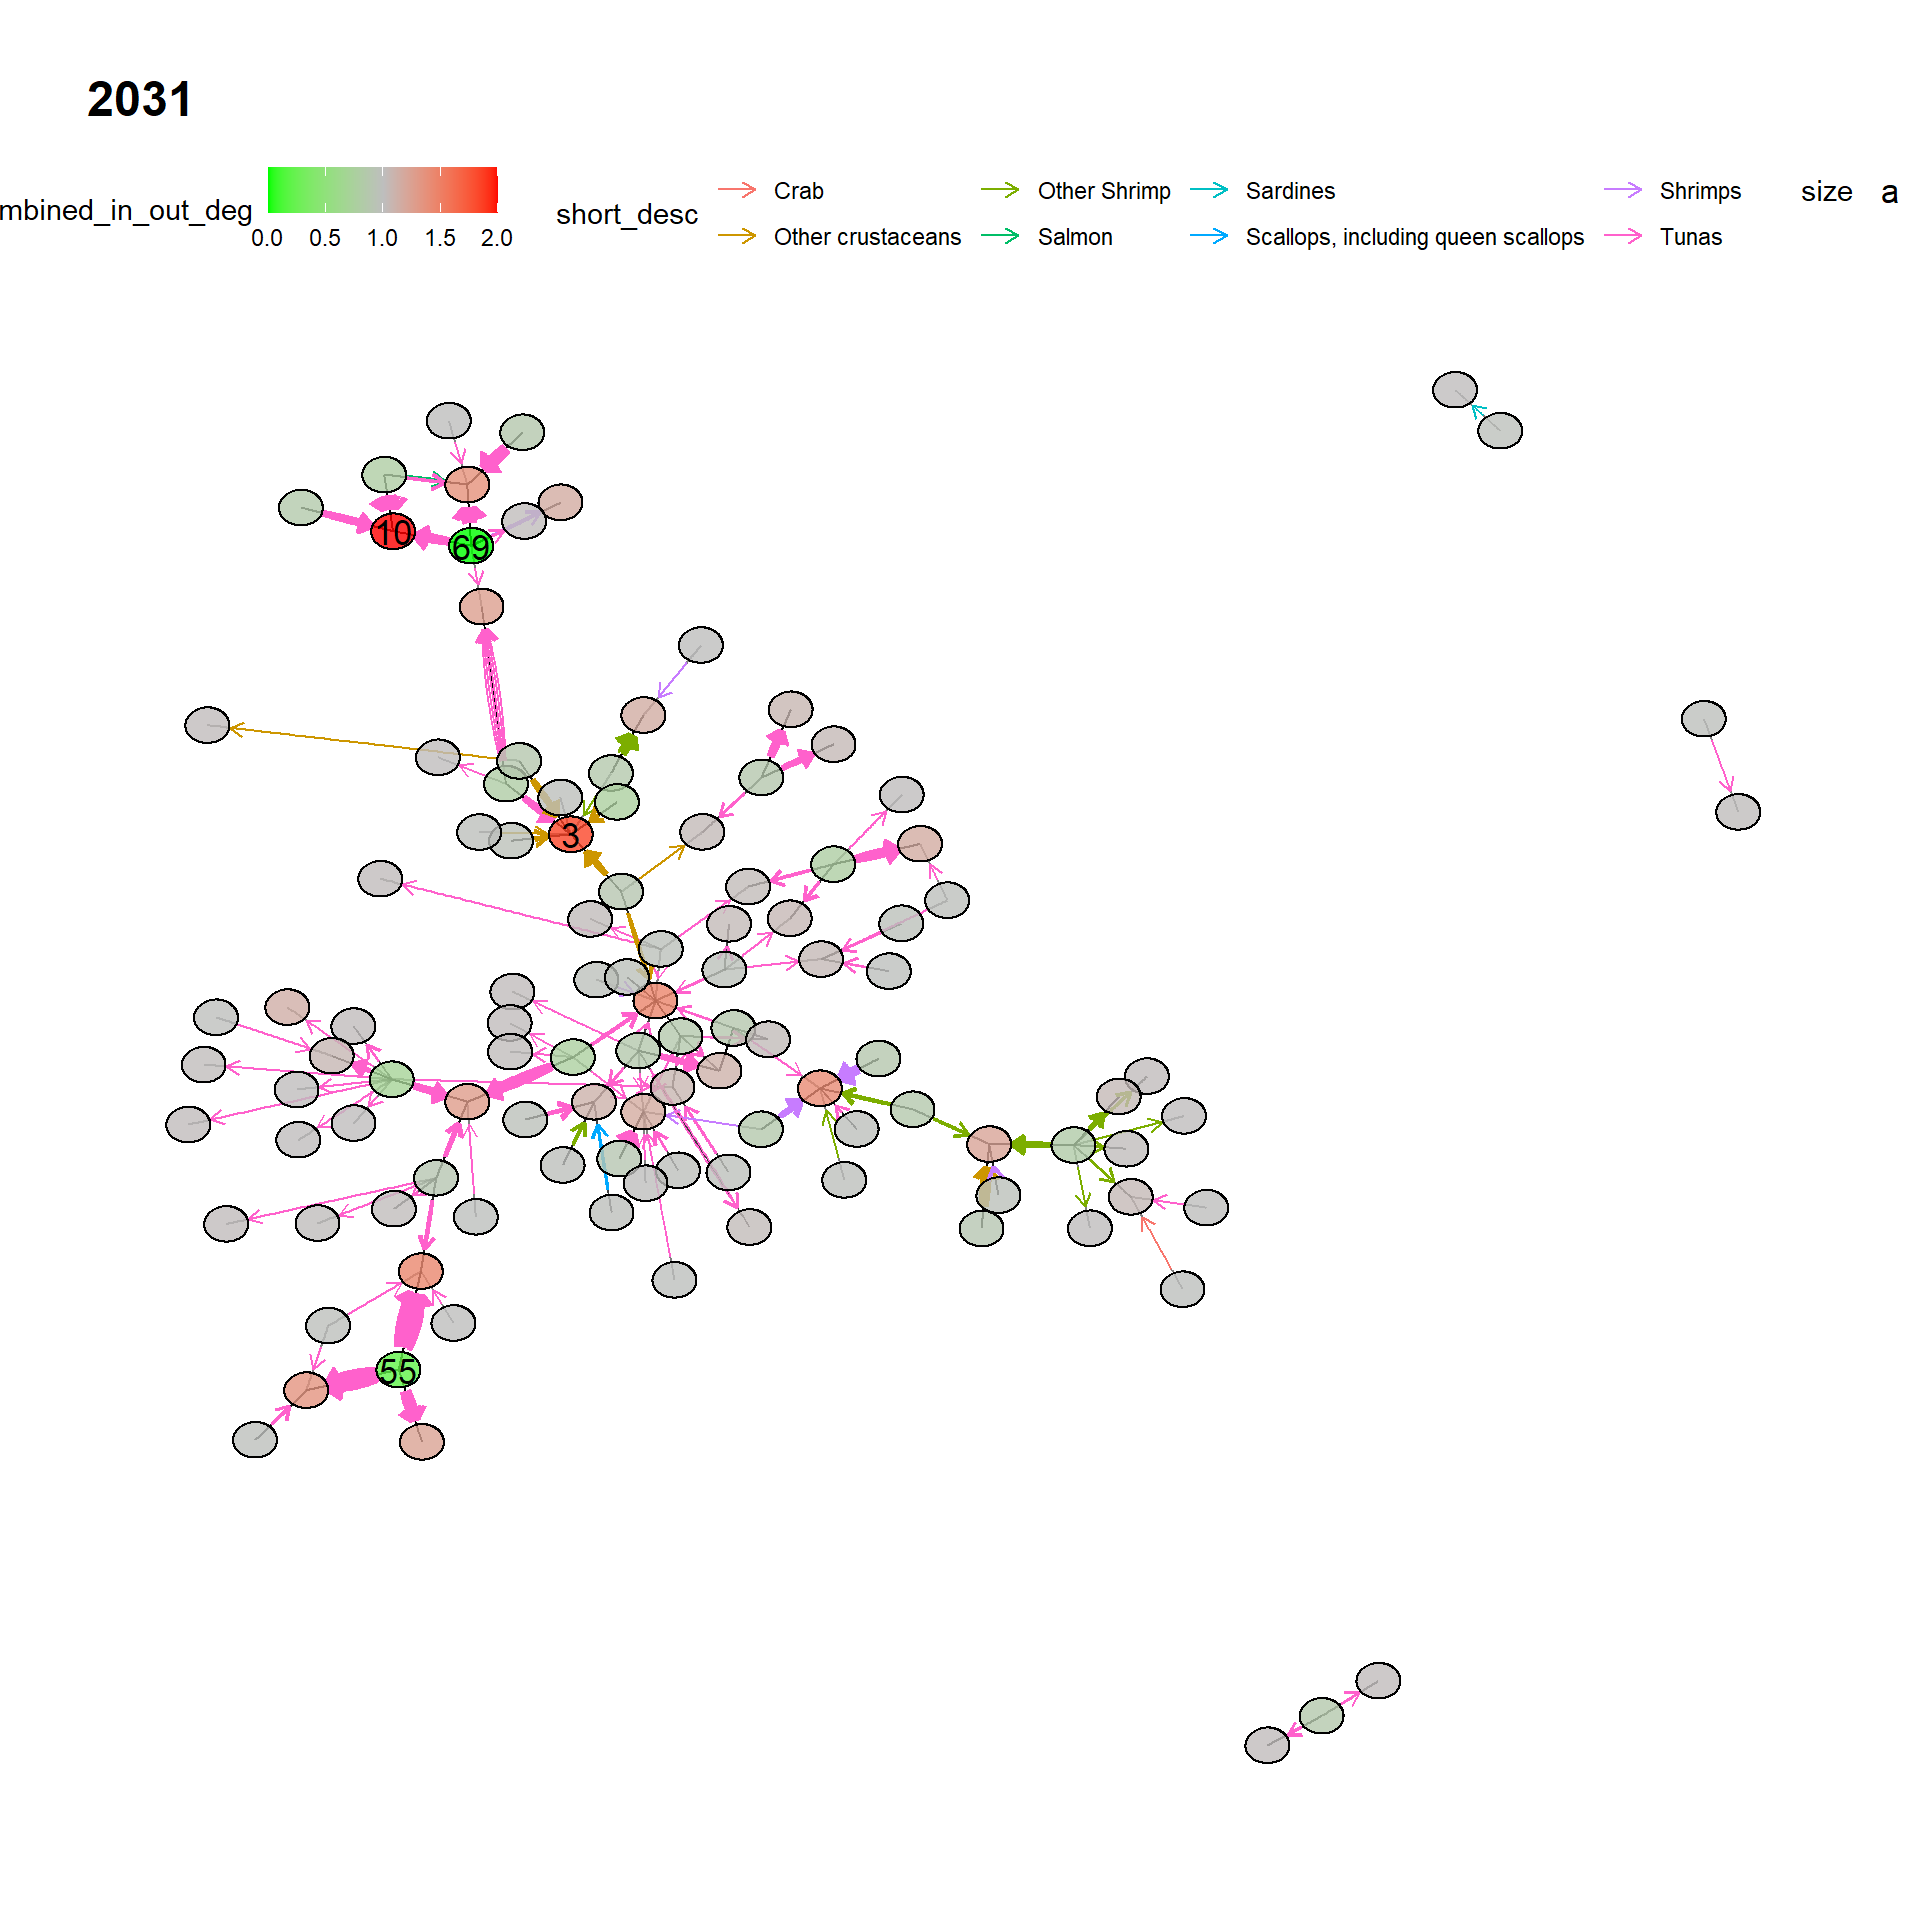 2031
mbined_in_out_deg
0.0 0.5 1.0 1.5 2.0
short_desc
Crab
Other crustaceans
Other Shrimp
Salmon
Sardines
Scallops, including queen scallops
Shrimps
Tunas
size a
10
69
3
55